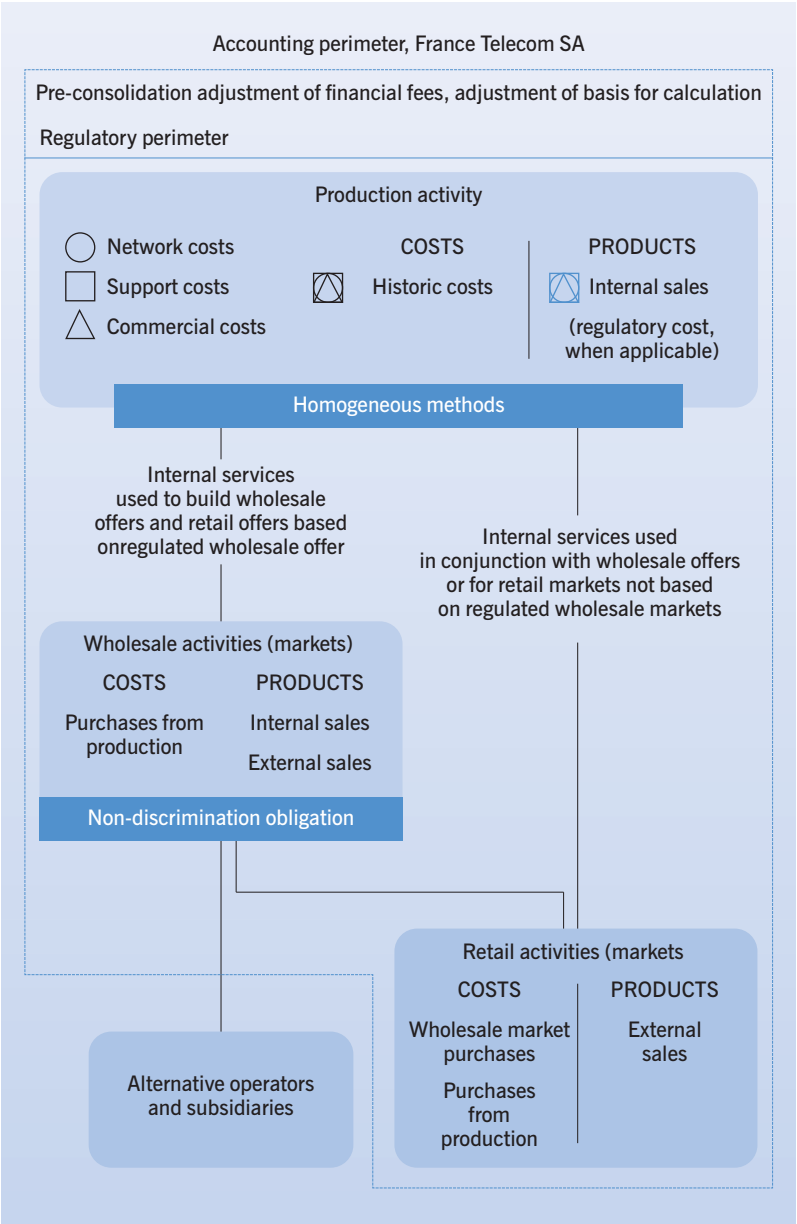 Accounting perimeter, France Telecom SA
Pre-consolidation adjustment of financial fees, adjustment of basis for calculation
Regulatory perimeter
Production activity
Network costs
Support costs
Commercial costs
COSTS
Historic costs
PRODUCTS
Internal sales
(regulatory cost,
when applicable)
Homogeneous methods
Internal services
used to build wholesale
offers and retail offers based
onregulated wholesale offer
Internal services used
in conjunction with wholesale offers
or for retail markets not based
on regulated wholesale markets
Wholesale activities (markets)
COSTS
Purchases from
production
PRODUCTS
Internal sales
External sales
Non-discrimination obligation
Retail activities (markets
COSTS
Wholesale market
purchases
Purchases
from
production
PRODUCTS
External
sales
Alternative operators
and subsidiaries